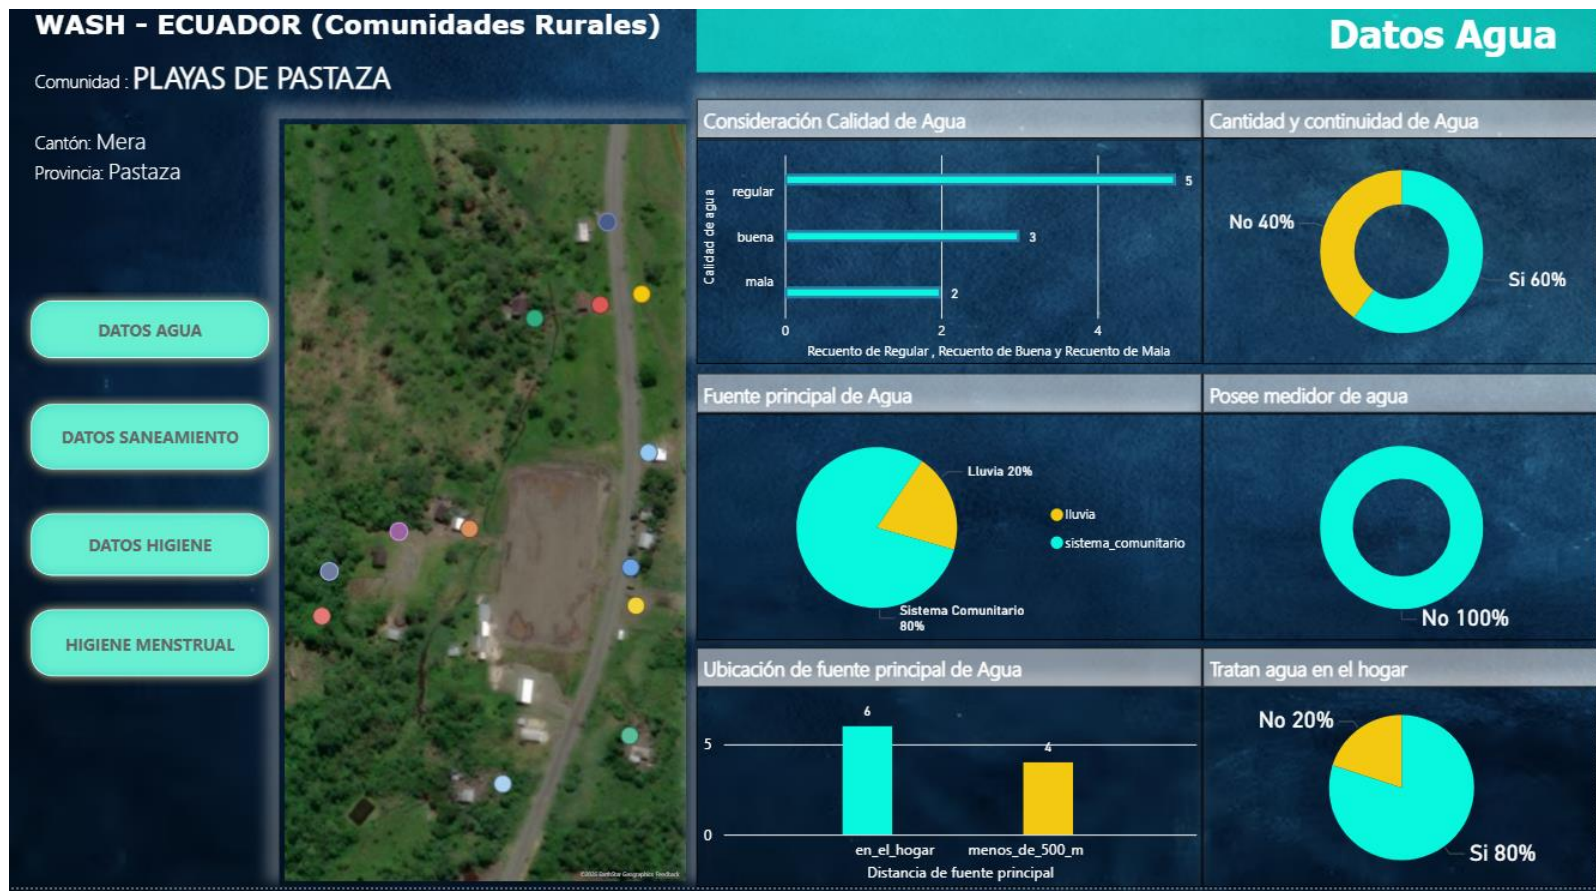 WASH - ECUADOR (Comunidades Rurales)
Comunidad : PLAYAS DE PASTAZA
Cantón: Mera
Provincia: Pastaza
DATOS AGUA
DATOS SANEAMIENTO
DATOS HIGIENE
HIGIENE MENSTRUAL
©2025 EarthStar Geographics Feedback
Datos Agua
Consideración Calidad de Agua
Calidad de agua
regular
5
buena
3
mala
2
0
2
4
Recuento de Regular , Recuento de Buena y Recuento de Mala
Cantidad y continuidad de Agua
No 40%
Si 60%
Fuente principal de Agua
Lluvia 20%
lluvia
sistema_comunitario
Sistema Comunitario
80%
Posee medidor de agua
No 100%
Ubicación de fuente principal de Agua
6
5
4
0
en_el_hogar
menos_de_500_m
Distancia de fuente principal
Tratan agua en el hogar
No 20%
Si 80%